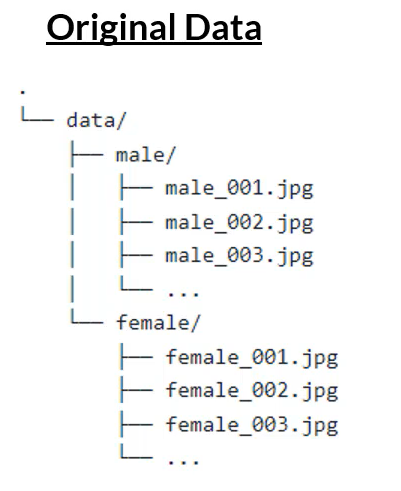 Original Data
.
└── data/
    ├── male/
    │   ├── male_001.jpg
    │   ├── male_002.jpg
    │   ├── male_003.jpg
    │   └── ...
    └── female/
        ├── female_001.jpg
        ├── female_002.jpg
        ├── female_003.jpg
        └── ...